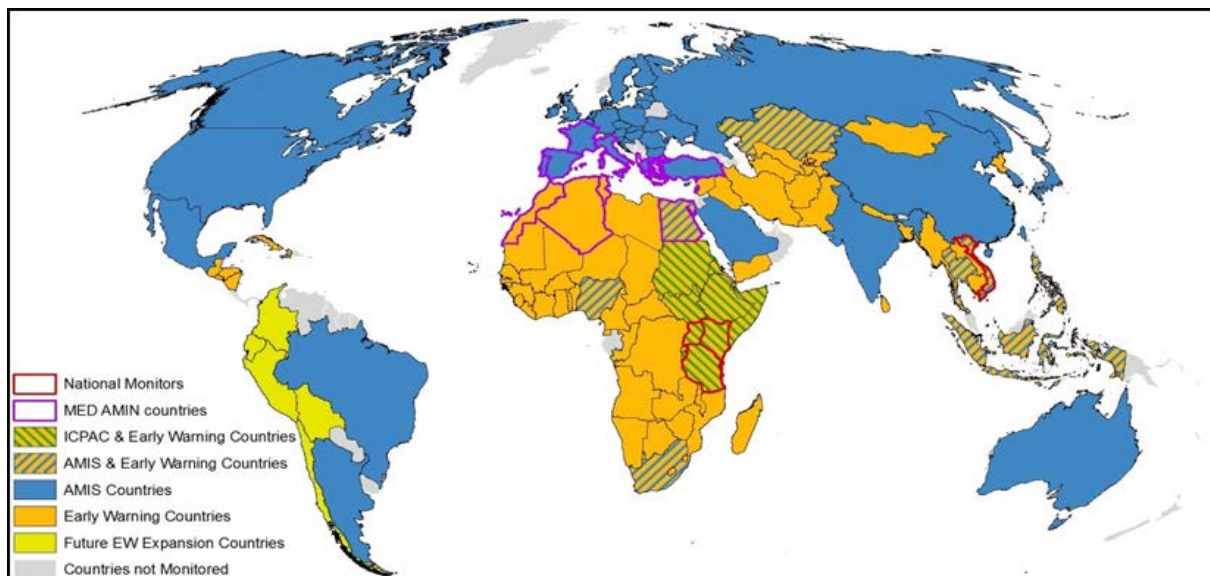 National Monitors
MED AMIN countries
ICPAC & Early Warning Countries
AMIS & Early Warning Countries
AMIS Countries
Early Warning Countries
Future EW Expansion Countries
Countries not Monitored